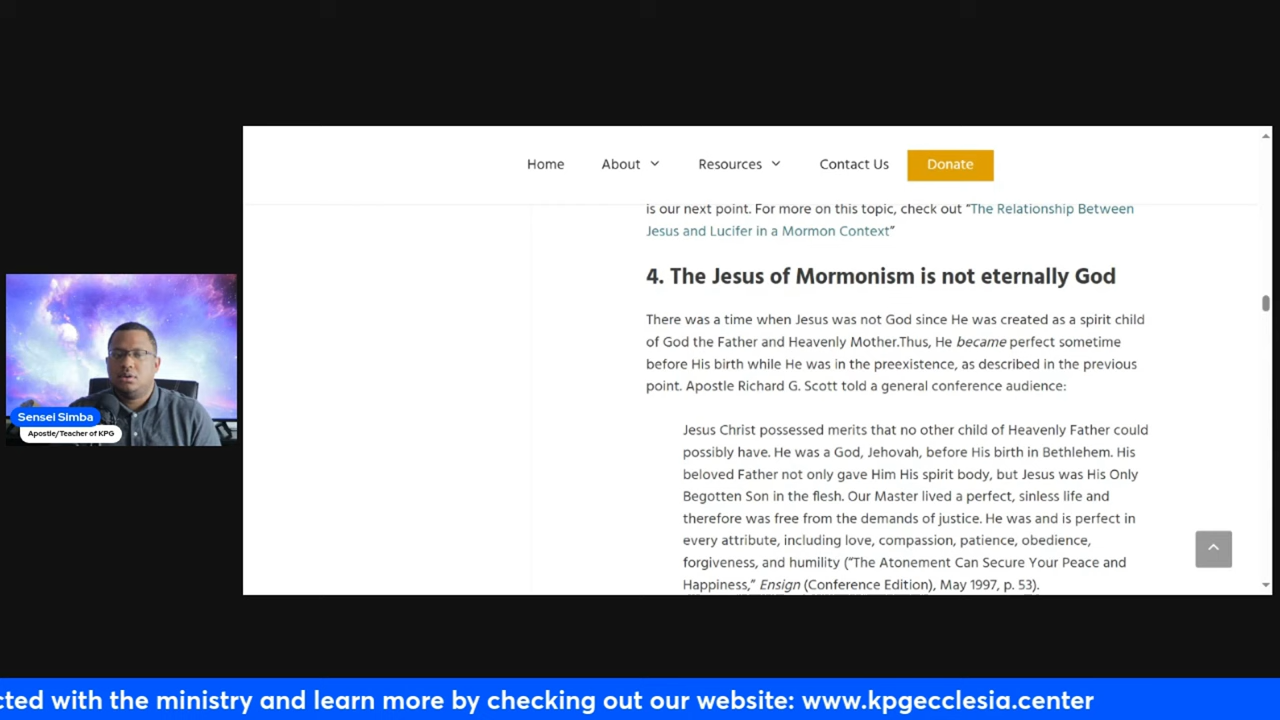 Home About Resources Contact Us Donate
is our next point. For more on this topic, check out “The Relationship Between
Jesus and Lucifer in a Mormon Context”
4. The Jesus of Mormonism is not eternally God
There was a time when Jesus was not God since He was created as a spirit child
of God the Father and Heavenly Mother.Thus, He became perfect sometime
before His birth while He was in the preexistence, as described in the previous
point. Apostle Richard G. Scott told a general conference audience:
Jesus Christ possessed merits that no other child of Heavenly Father could
possibly have. He was a God, Jehovah, before His birth in Bethlehem. His
beloved Father not only gave Him His spirit body, but Jesus was His Only
Begotten Son in the flesh. Our Master lived a perfect, sinless life and
therefore was free from the demands of justice. He was and is perfect in
every attribute, including love, compassion, patience, obedience,
forgiveness, and humility (“The Atonement Can Secure Your Peace and
Happiness,” Ensign (Conference Edition), May 1997, p. 53).
Sensei Simba
Apostle/Teacher of KPG
cted with the ministry and learn more by checking out our website: www.kpgecclesia.center